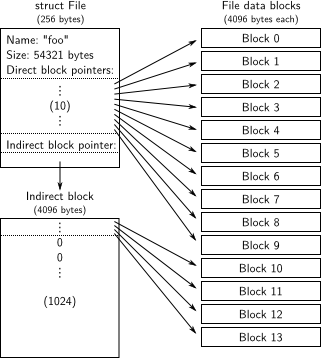 struct File
(256 bytes)
Name: "foo"
Size: 54321 bytes
Direct block pointers:
⋮
(10)
⋮
Indirect block pointer:
Indirect block
(4096 bytes)
⋮
0
0
⋮
(1024)
File data blocks
(4096 bytes each)
Block 0
Block 1
Block 2
Block 3
Block 4
Block 5
Block 6
Block 7
Block 8
Block 9
Block 10
Block 11
Block 12
Block 13